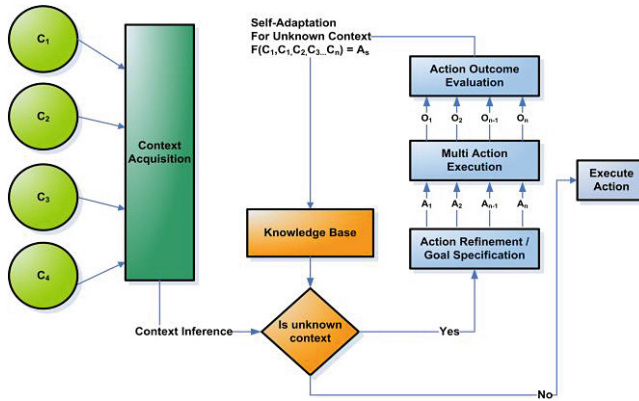 Self-Adaptation
For Unknown Context
F(C1,C1,C2,C3...Cn) = As
C1
C2
C3
C4
Context
Acquisition
Action Outcome
Evaluation
O1 O2 On-1 On
Multi Action
Execution
A1 A2 An-1 An
Action Refinement /
Goal Specification
Execute
Action
Knowledge Base
Context Inference
Is unknown
context
Yes
No